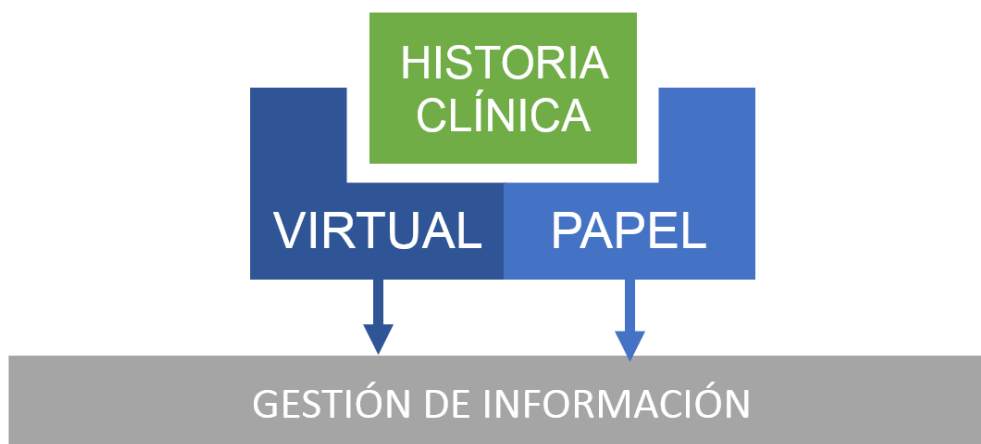 HISTORIA
CLÍNICA
VIRTUAL
PAPEL
GESTIÓN DE INFORMACIÓN